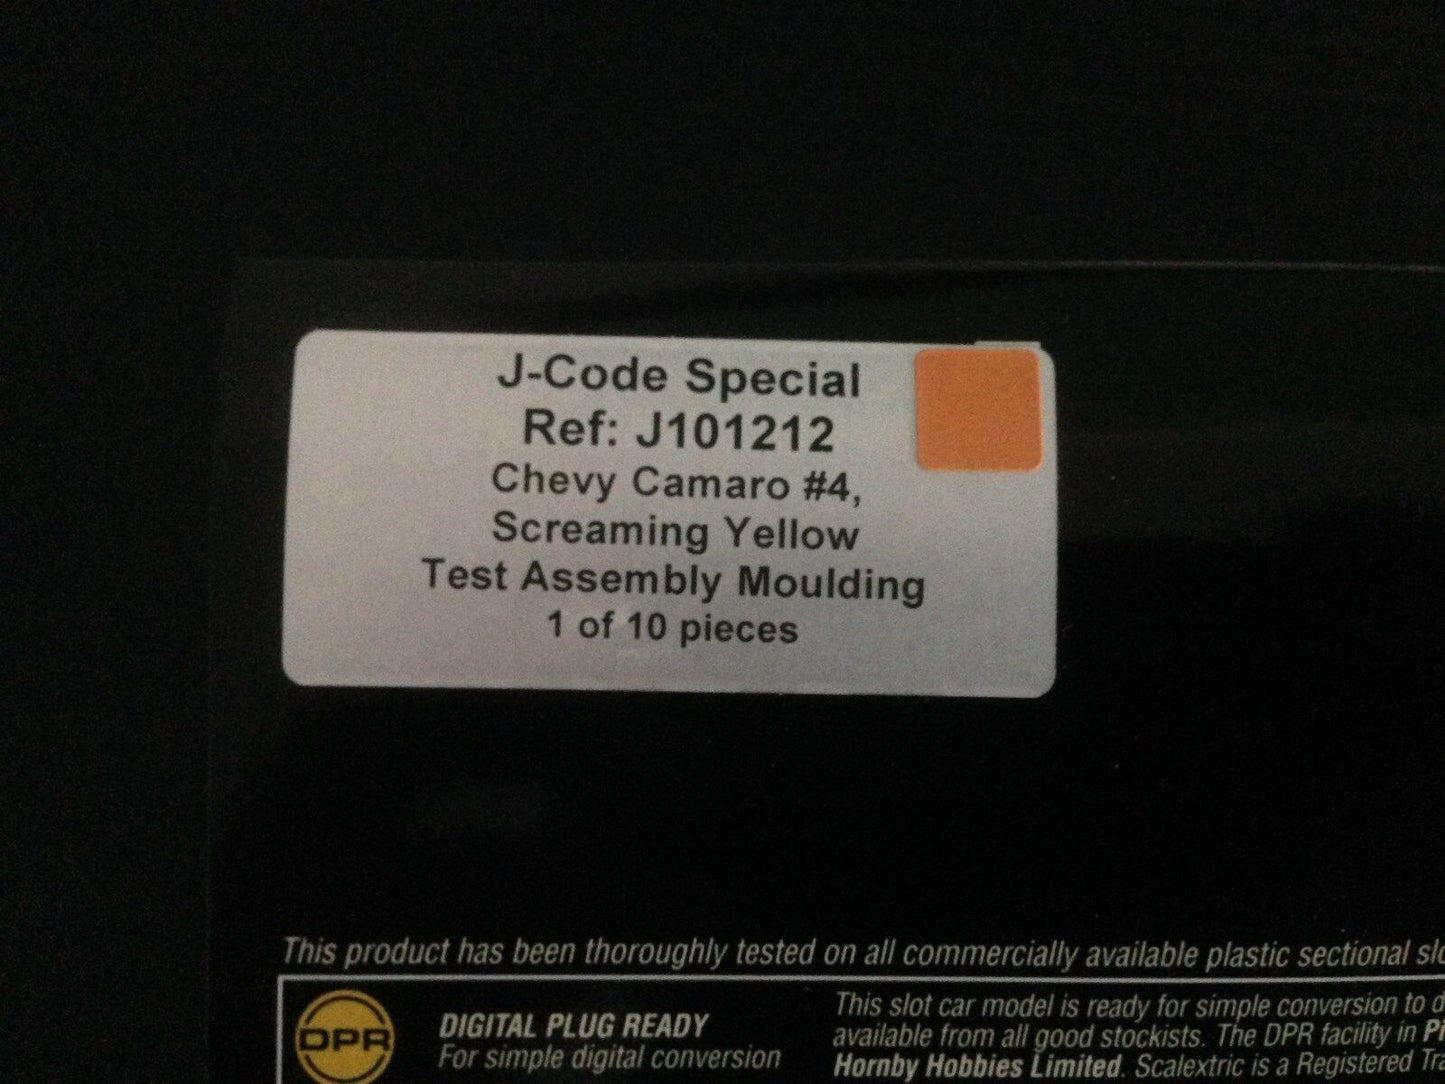 J-Code Special
Ref: J101212
Chevy Camaro #4,
Screaming Yellow
Test Assembly Moulding
1 of 10 pieces
This product has been thoroughly tested on all commercially available plastic sectional
DPR
DIGITAL PLUG READY
For simple digital conversion
This slot car model is ready for simple conversion to
available from all good stockists. The DPR facility in
Hornby Hobbies Limited. Scalextric is a Registered